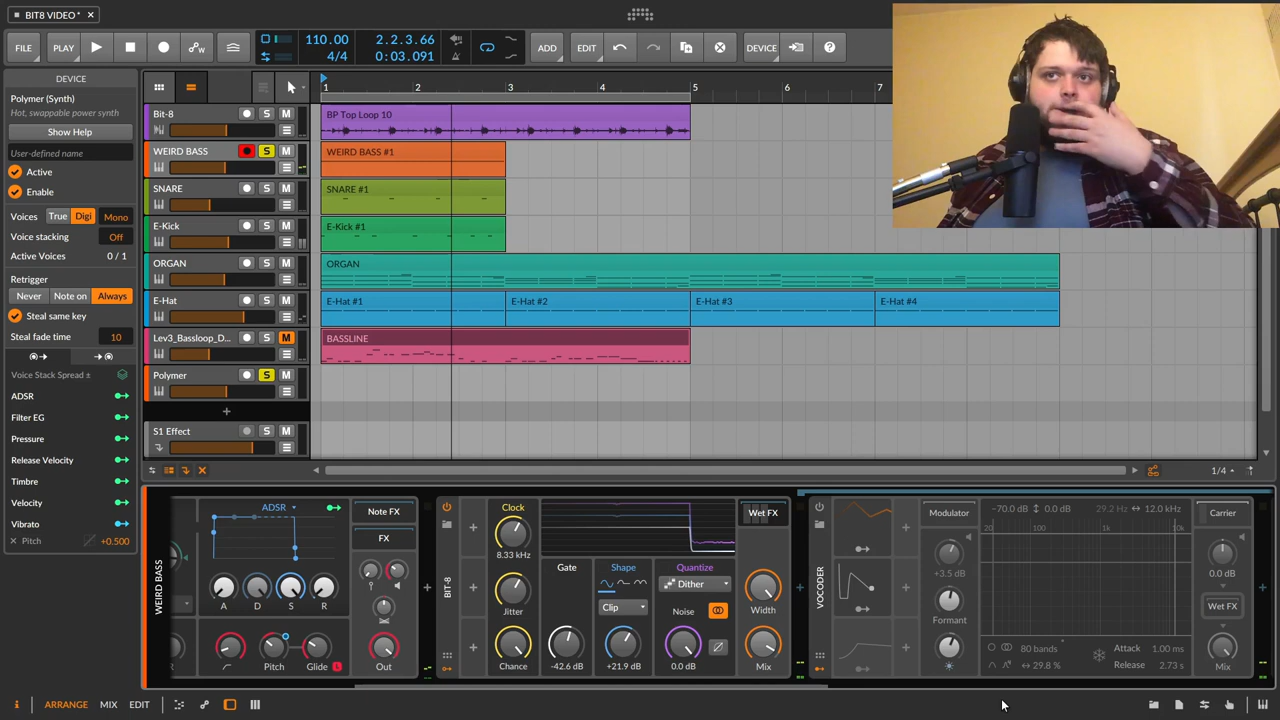 BIT8 VIDEO*
FILE
PLAY
110.00
4/4
2.2.3.66
0:03.091
ADD
EDIT
DEVICE
DEVICE
Polymer (Synth)
Hot, swappable power synth
Show Help
User-defined name
Active
Enable
Voices True Digi Mono
Voice stacking Off
Active Voices 0 / 1
Retrigger
Never Note on Always
Steal same key
Steal fade time 10
Voice Stack Spread ±
ADSR
Filter EG
Pressure
Release Velocity
Timbre
Velocity
Vibrato
Pitch +0.500
1 2 3 4 5 6 7
Bit-8 S M
BP Top Loop 10
WEIRD BASS S M
WEIRD BASS #1
SNARE S M
SNARE #1
E-Kick S M
E-Kick #1
ORGAN S M
ORGAN
E-Hat S M
E-Hat #1 E-Hat #2 E-Hat #3 E-Hat #4
Lev3_Bassloop_D... M
BASSLINE
Polymer S M
+
S1 Effect S M
1/4
WEIRD BASS
ADSR
A D S R
Pitch Glide L
Note FX
FX
Out
BIT-8
Clock
8.33 kHz
Jitter
Chance
Gate
-42.6 dB
Shape
Clip
+21.9 dB
Quantize
Dither
Noise
0.0 dB
Wet FX
Width
Mix
VOCODER
Modulator
+3.5 dB
Formant
-70.0 dB 0.0 dB 29.2 Hz ↔ 12.0 kHz
20 100 1k 10k
80 bands
29.8 %
Attack 1.00 ms
Release 2.73 s
Carrier
0.0 dB
Wet FX
Mix
i ARRANGE MIX EDIT